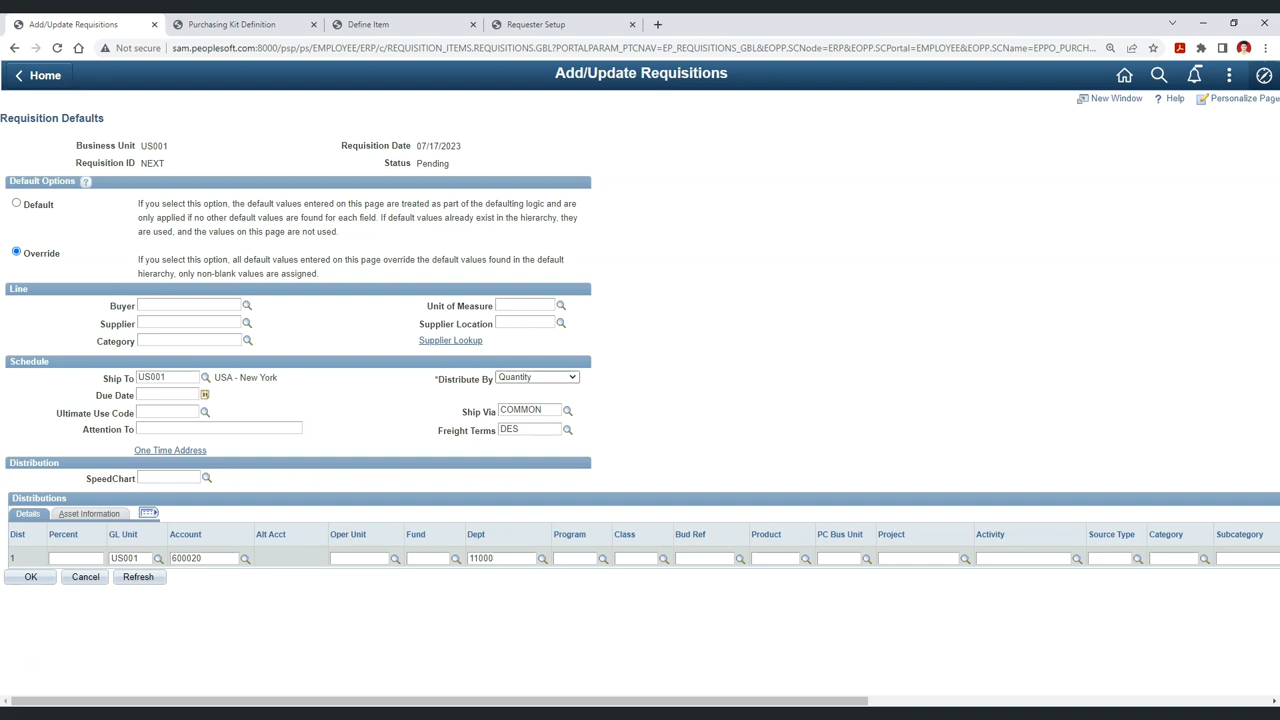 Add/Update Requisitions
Purchasing Kit Definition
Define Item
Requester Setup
Not secure
sam.peoplesoft.com:8000/psp/ps/EMPLOYEE/ERP/c/REQUISITION_ITEMS.REQUISITIONS.GBL?PORTALPARAM_PTCNAV=EP_REQUISITIONS_GBL&EOPP.SCNode=ERP&EOPP.SCPortal=EMPLOYEE&EOPP.SCName=EPPO_PURCH...
Home
Add/Update Requisitions
New Window
Help
Personalize Page
Requisition Defaults
Business Unit US001 Requisition Date 07/17/2023
Requisition ID NEXT Status Pending
Default Options
Default If you select this option, the default values entered on this page are treated as part of the defaulting logic and are
only applied if no other default values are found for each field. If default values already exist in the hierarchy, they
are used, and the values on this page are not used.
Override If you select this option, all default values entered on this page override the default values found in the default
hierarchy, only non-blank values are assigned.
Line
Buyer Unit of Measure
Supplier Supplier Location
Category Supplier Lookup
Schedule
Ship To US001 USA - New York *Distribute By Quantity
Due Date
Ultimate Use Code Ship Via COMMON
Attention To Freight Terms DES
One Time Address
Distribution
SpeedChart
Distributions
Details Asset Information
Dist Percent GL Unit Account Alt Acct Oper Unit Fund Dept Program Class Bud Ref Product PC Bus Unit Project Activity Source Type Category Subcategory
1 US001 600020 11000
OK Cancel Refresh